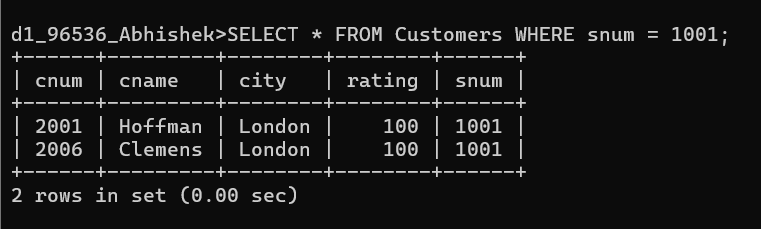 d1_96536_Abhishek>SELECT * FROM Customers WHERE snum = 1001;
+------+---------+--------+--------+------+
| cnum | cname   | city   | rating | snum |
+------+---------+--------+--------+------+
| 2001 | Hoffman | London |    100 | 1001 |
| 2006 | Clemens | London |    100 | 1001 |
+------+---------+--------+--------+------+
2 rows in set (0.00 sec)